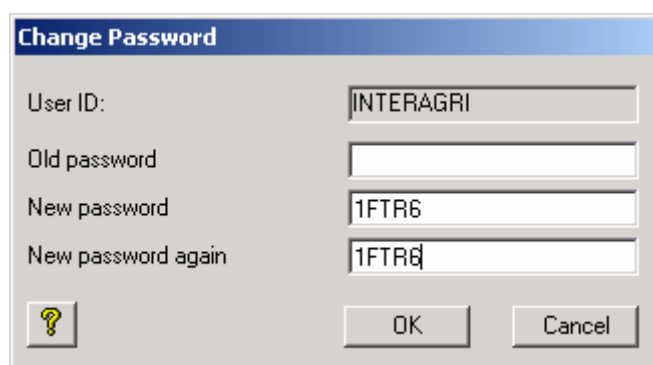 Change Password
User ID: INTERAGRI
Old password
New password 1FTR6
New password again 1FTR6
? OK Cancel